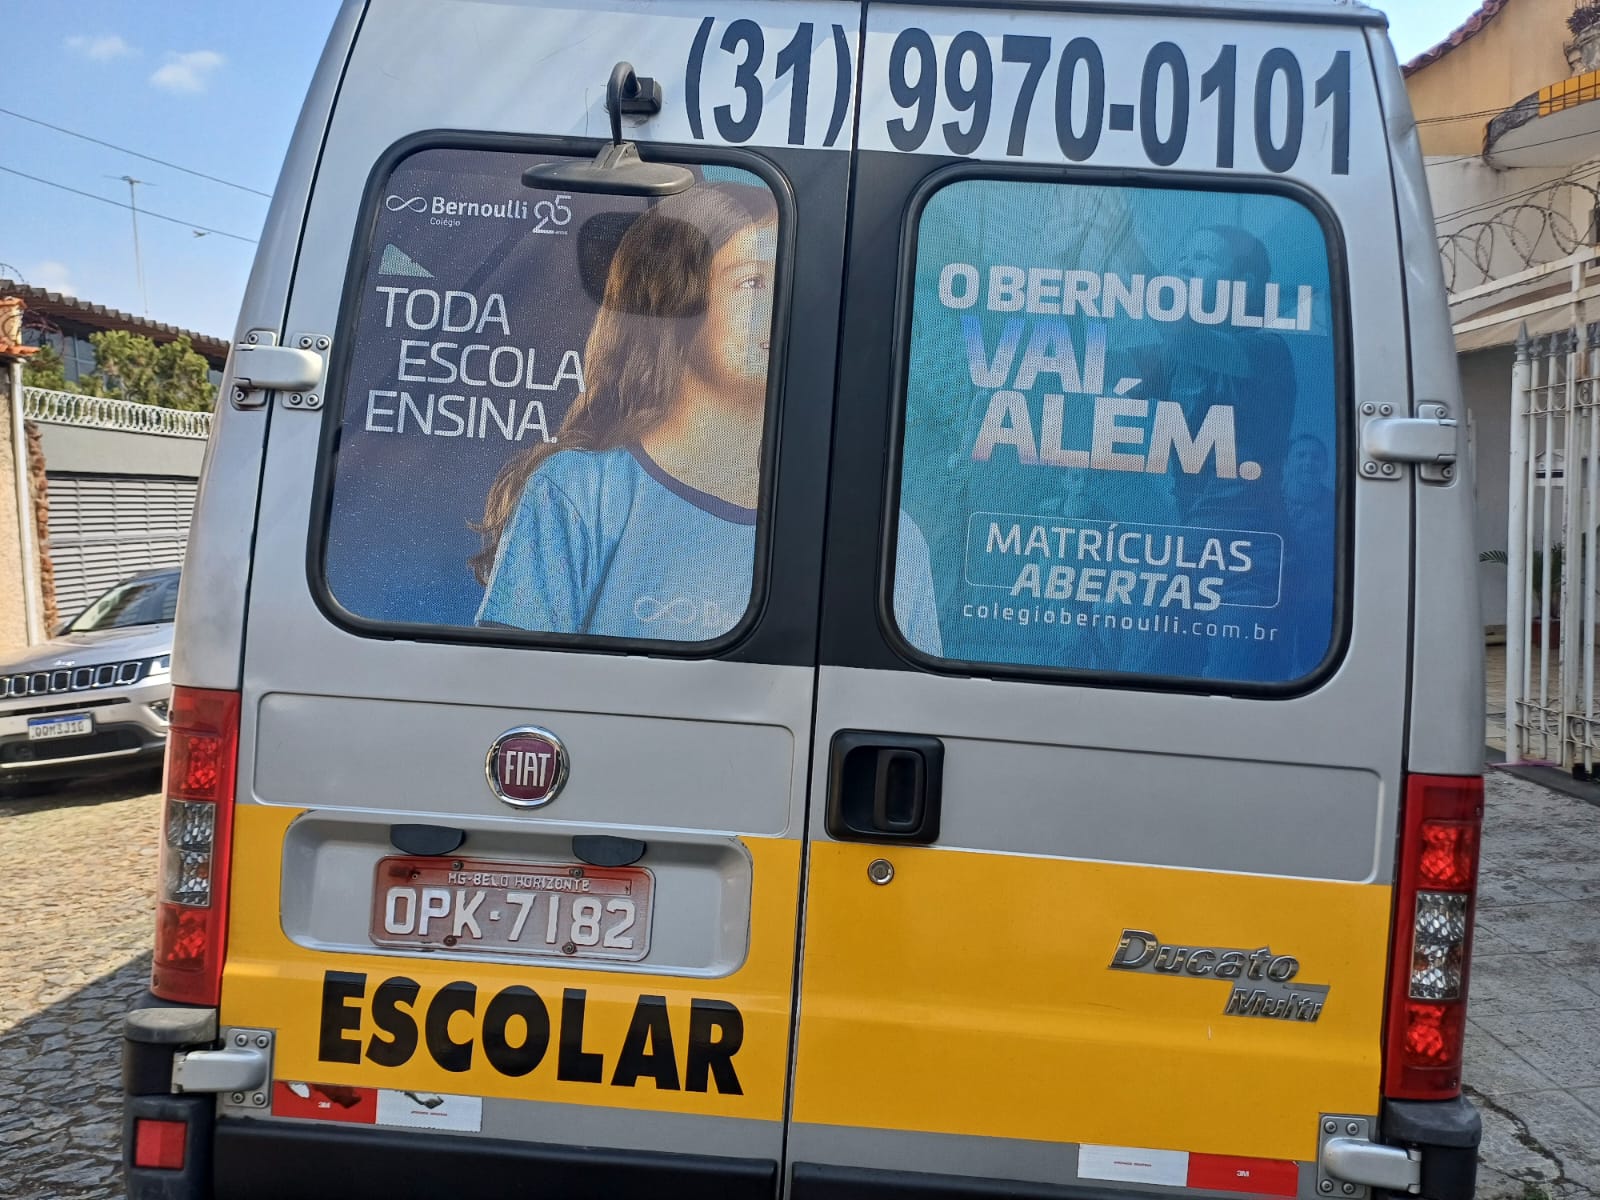 (31) 9970-0101
Bernoulli 25
Colégio
TODA
ESCOLA
ENSINA.
O BERNOULLI
VAI
ALÉM.
MATRÍCULAS
ABERTAS
colegiobernoulli.com.br
FIAT
MG-BELO HORIZONTE
OPK-7182
Ducato
Multi
ESCOLAR
3M
3M